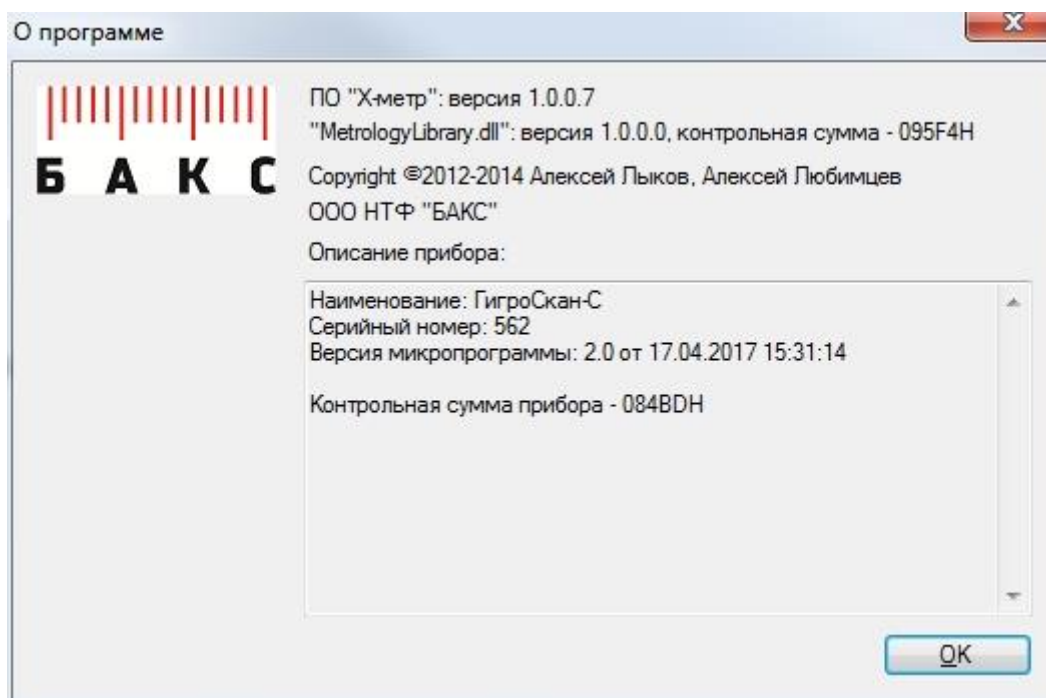 О программе
БАКС
ПО "Х-метр": версия 1.0.0.7
"MetrologyLibrary.dll": версия 1.0.0.0, контрольная сумма - 095F4H
Copyright ©2012-2014 Алексей Лыков, Алексей Любимцев
ООО НТФ "БАКС"
Описание прибора:
Наименование: ГигроСкан-С
Серийный номер: 562
Версия микропрограммы: 2.0 от 17.04.2017 15:31:14
Контрольная сумма прибора - 084BDH
OK